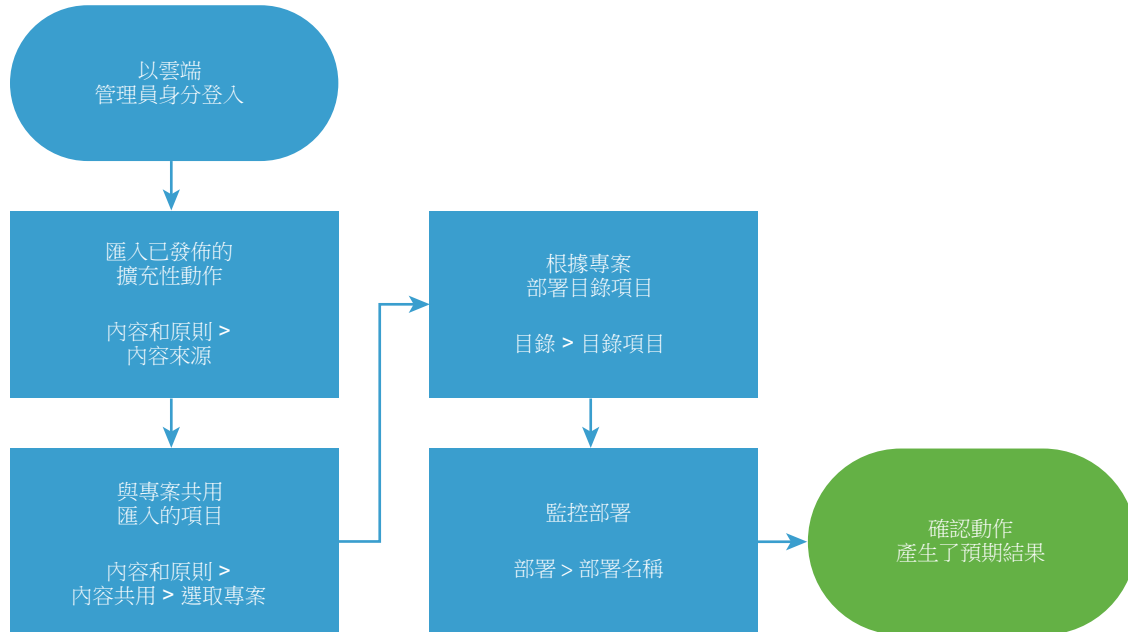 以雲端
管理員身分登入
匯入已發佈的
擴充性動作
內容和原則 >
內容來源
與專案共用
匯入的項目
內容和原則 >
內容共用 > 選取專案
根據專案
部署目錄項目
目錄 > 目錄項目
監控部署
部署 > 部署名稱
確認動作
產生了預期結果